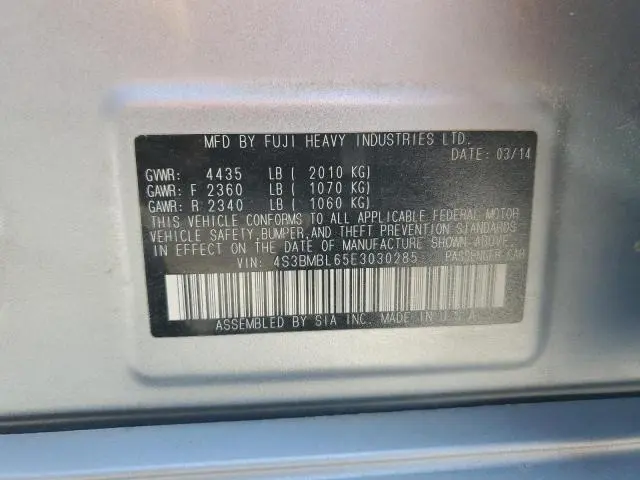 MFD BY FUJI HEAVY INDUSTRIES LTD.
DATE: 03/14
GVWR: 4435 LB ( 2010 KG)
GAWR: F 2360 LB ( 1070 KG)
GAWR: R 2340 LB ( 1060 KG)
THIS VEHICLE CONFORMS TO ALL APPLICABLE FEDERAL MOTOR
VEHICLE SAFETY, BUMPER, AND THEFT PREVENTION STANDARDS
IN EFFECT ON THE DATE OF MANUFACTURE SHOWN ABOVE.
VIN: 4S3BMBL65E3030285 PASSENGER CAR
ASSEMBLED BY SIA INC. MADE IN U.S.A.